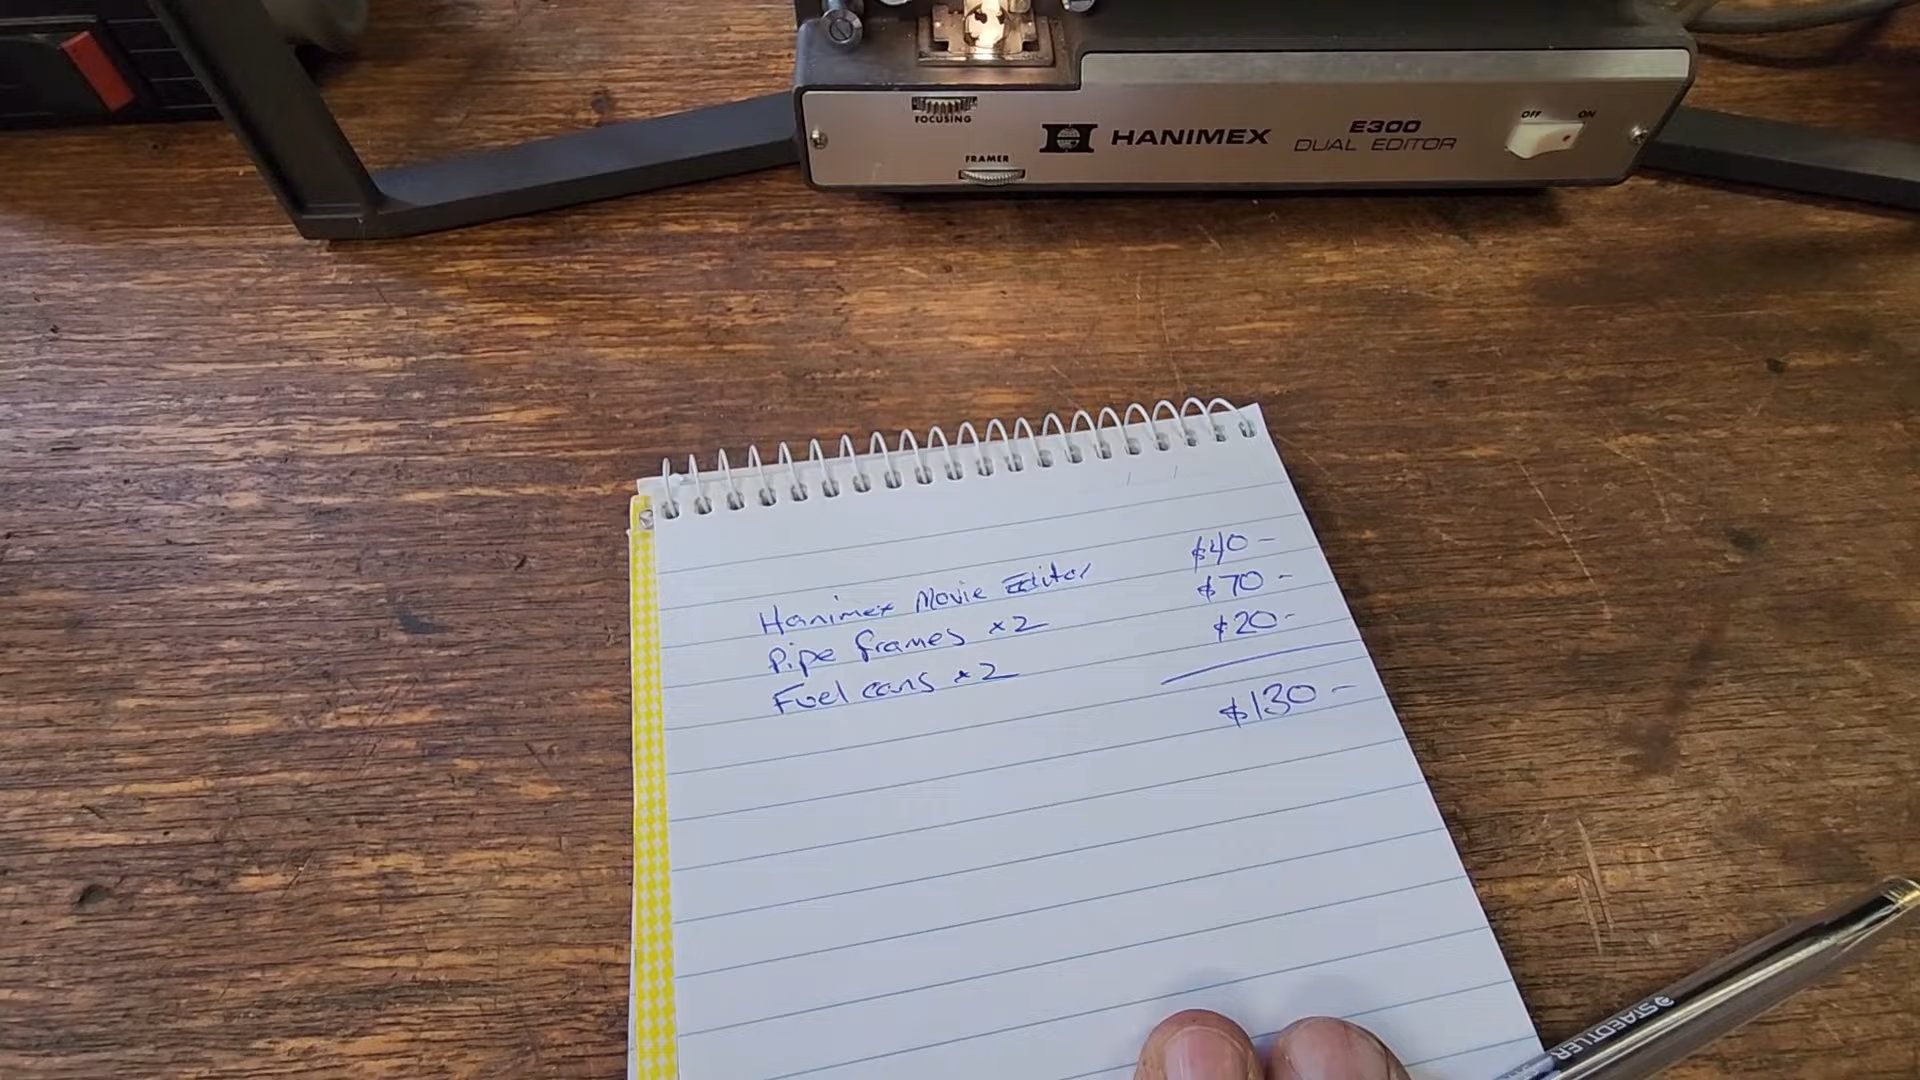 FOCUSING
FRAMER
HANIMEX
E300
DUAL EDITOR
OFF ON
Hanimex Movie Editor $40-
Pipe frames x2 $70-
Fuel cans x2 $20-
$130-
STAEDTLER